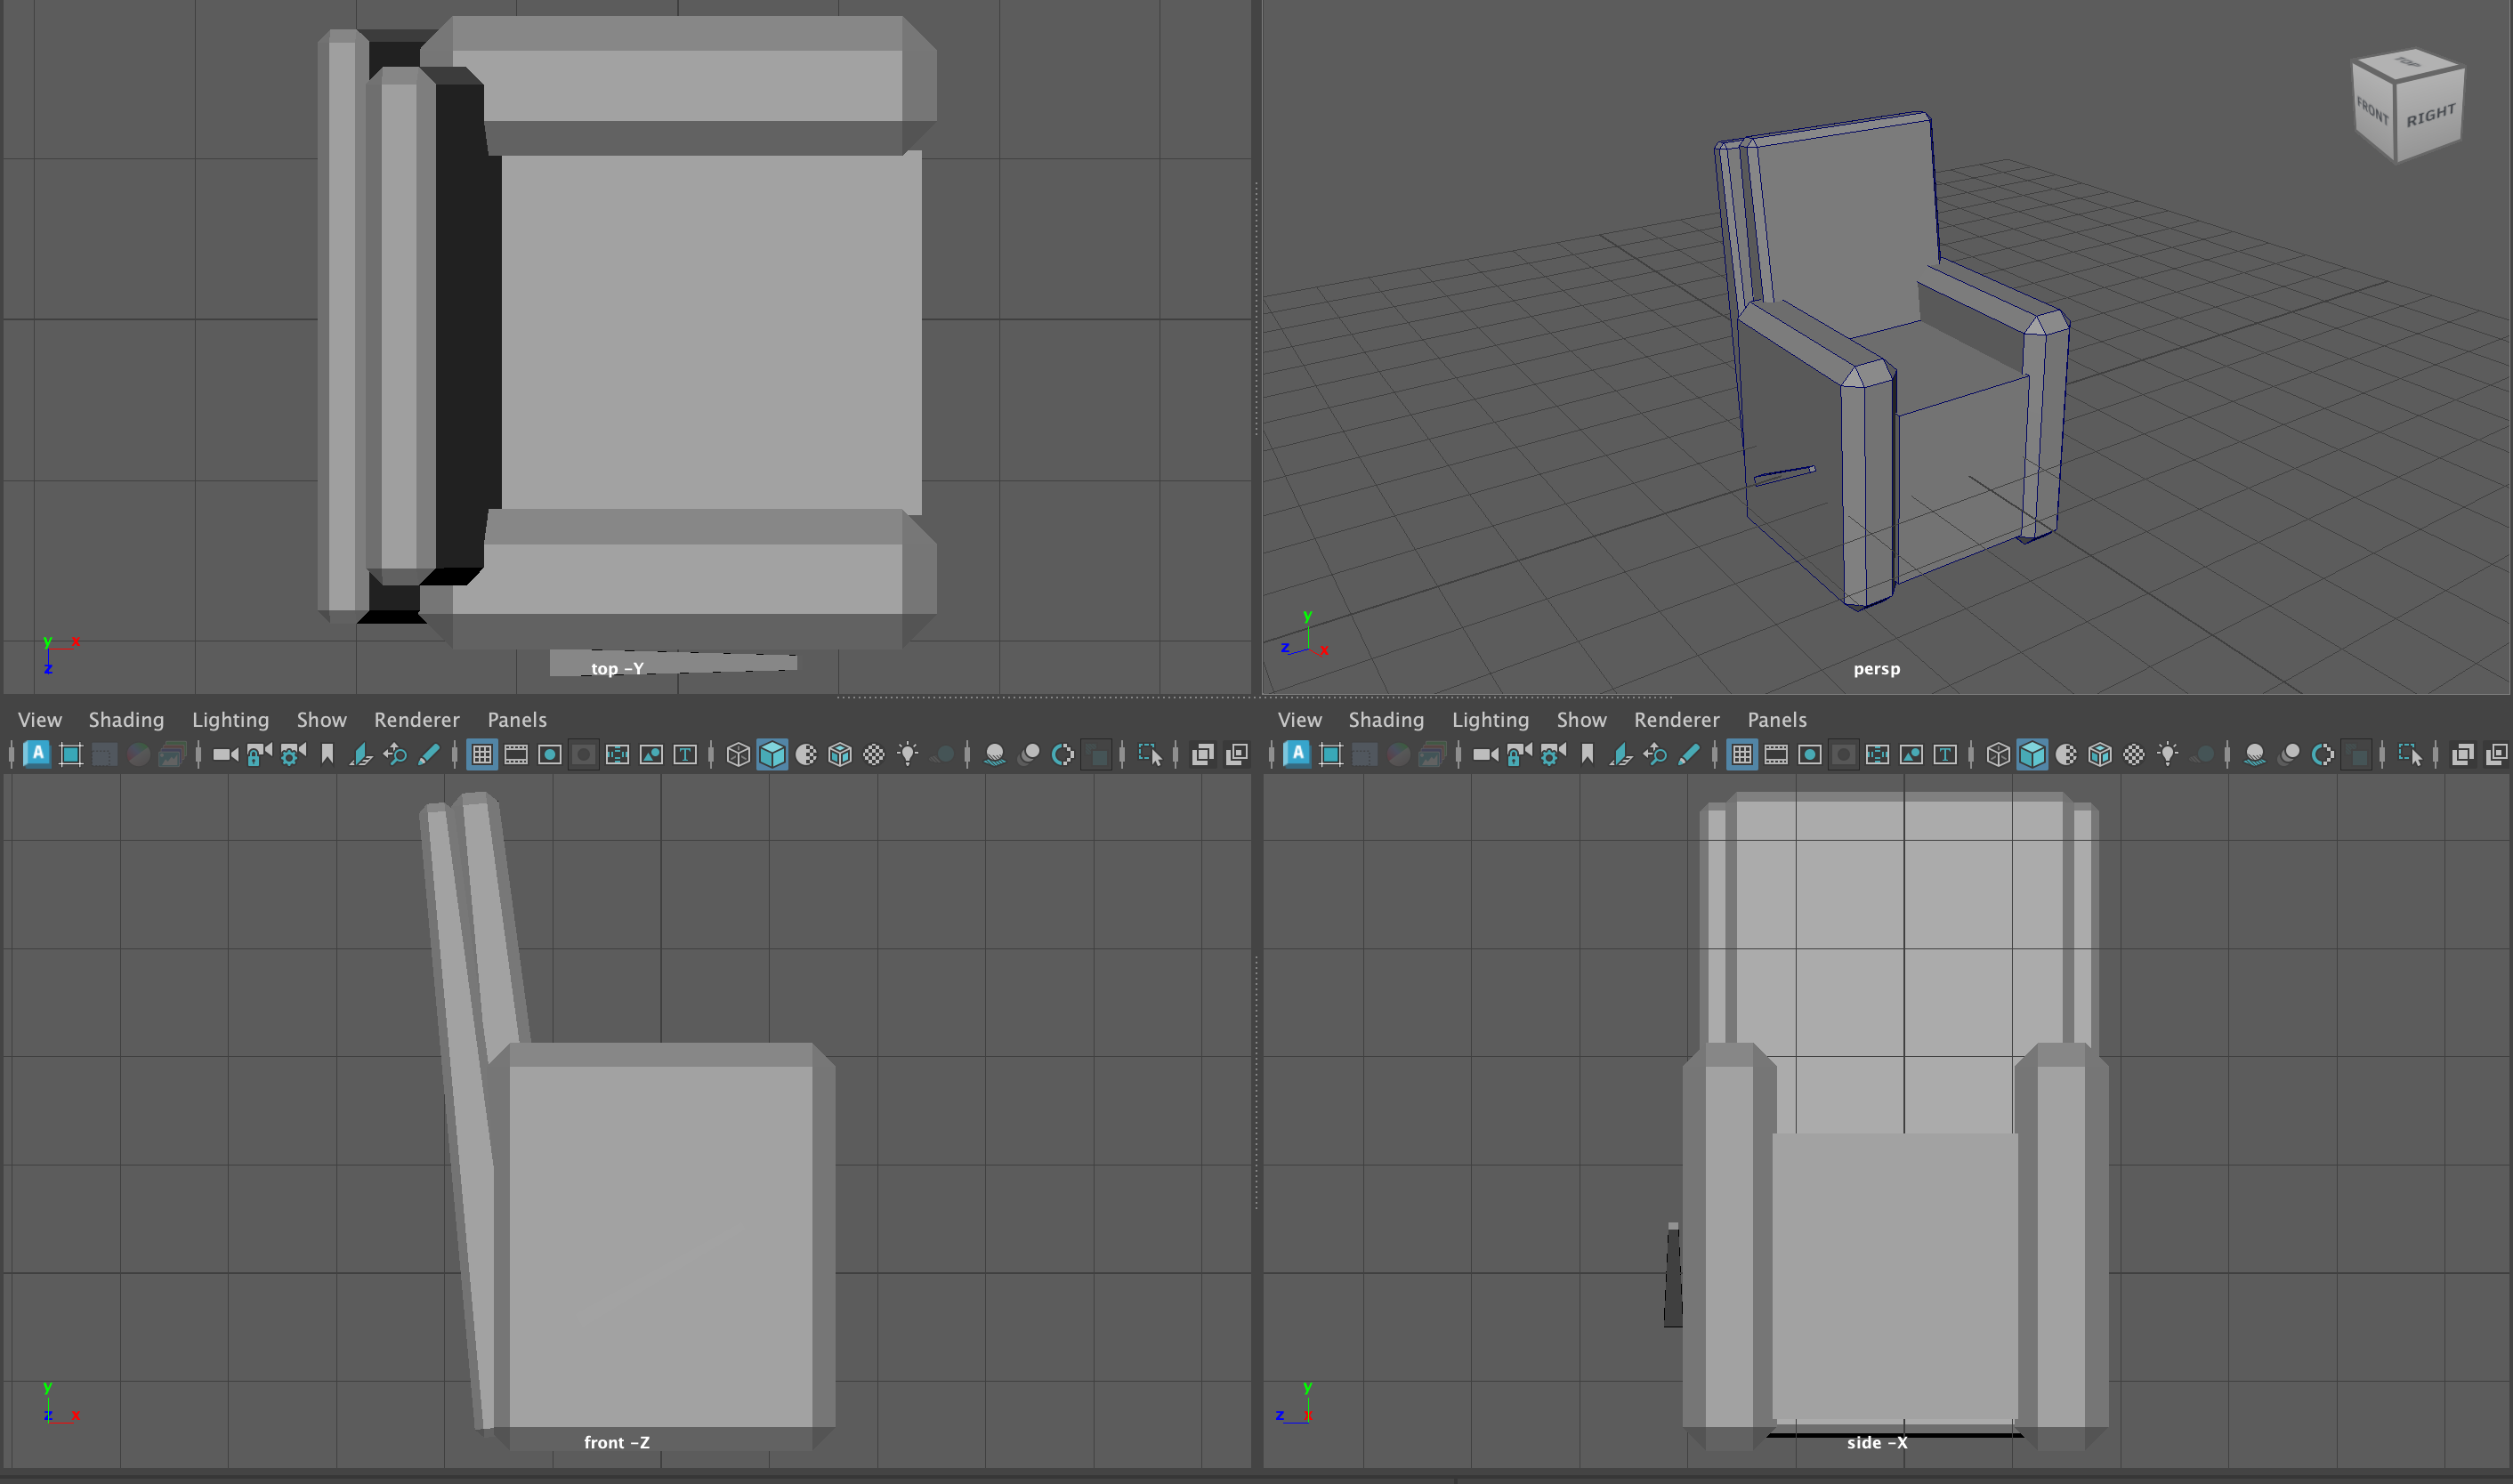 TOP
FRONT
RIGHT
y
x
z
top -Y
y
z
x
persp
View Shading Lighting Show Renderer Panels
View Shading Lighting Show Renderer Panels
A
T
A
T
y
z
x
front -Z
y
z
x
side -X